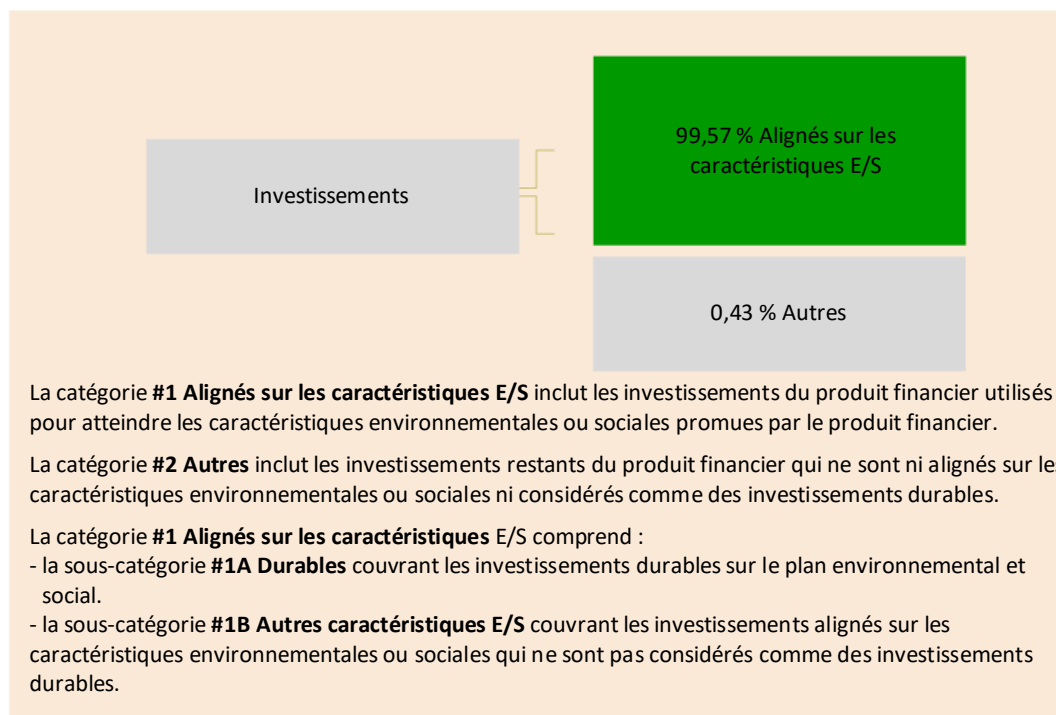 99,57 % Alignés sur les
caractéristiques E/S
Investissements
0,43 % Autres
La catégorie #1 Alignés sur les caractéristiques E/S inclut les investissements du produit financier utilisés
pour atteindre les caractéristiques environnementales ou sociales promues par le produit financier.
La catégorie #2 Autres inclut les investissements restants du produit financier qui ne sont ni alignés sur les
caractéristiques environnementales ou sociales ni considérés comme des investissements durables.
La catégorie #1 Alignés sur les caractéristiques E/S comprend :
- la sous-catégorie #1A Durables couvrant les investissements durables sur le plan environnemental et
social.
- la sous-catégorie #1B Autres caractéristiques E/S couvrant les investissements alignés sur les
caractéristiques environnementales ou sociales qui ne sont pas considérés comme des investissements
durables.